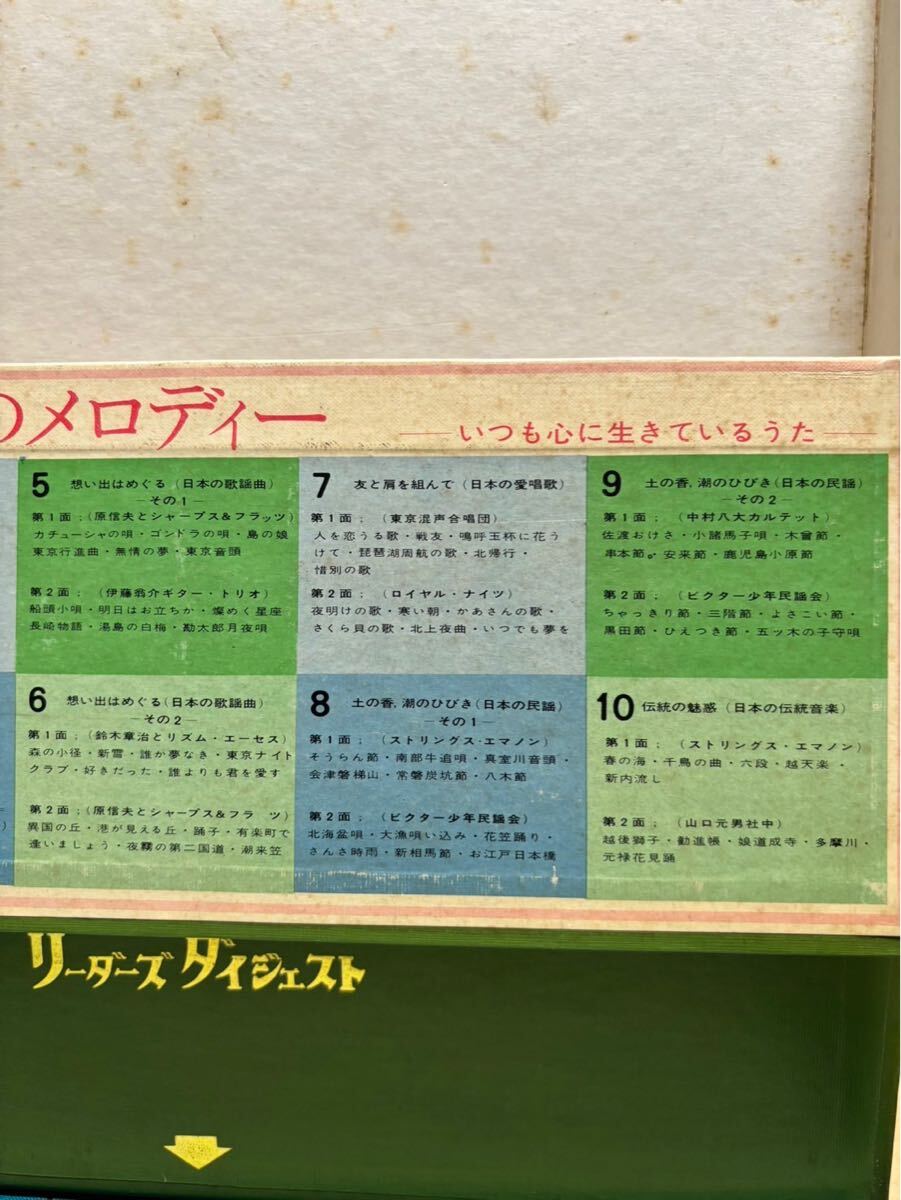 のメロディー
いつも心に生きているうた
5 想い出はめぐる(日本の歌謡曲)
―その1―
第1面;(原信夫とシャープス&フラッツ)
カチューシャの唄・ゴンドラの唄・島の娘
東京行進曲・無情の夢・東京音頭
第2面;(伊藤翁介ギター・トリオ)
船頭小唄・明日はお立ちか・燦めく星座
長崎物語・湯島の白梅・勘太郎月夜唄
6 想い出はめぐる(日本の歌謡曲)
―その2―
第1面;(鈴木章治とリズム・エーセス)
森の小径・新雪・誰か夢なき・東京ナイト
クラブ・好きだった・誰よりも君を愛す
第2面;(原信夫とシャープス&フラッツ)
異国の丘・港が見える丘・踊子・有楽町で
逢いましょう・夜霧の第二国道・潮来笠
7 友と肩を組んで(日本の愛唱歌)
第1面;(東京混声合唱団)
人を恋うる歌・戦友・嗚呼玉杯に花う
けて・琵琶湖周航の歌・北帰行・
惜別の歌
第2面;(ロイヤル・ナイツ)
夜明けの歌・寒い朝・かあさんの歌・
さくら貝の歌・北上夜曲・いつでも夢を
8 土の香,潮のひびき(日本の民謡)
―その1―
第1面;(ストリングス・エマノン)
そうらん節・南部牛追唄・真室川音頭・
会津磐梯山・常磐炭坑節・八木節
第2面;(ビクター少年民謡会)
北海盆唄・大漁唄い込み・花笠踊り・
さんさ時雨・新相馬節・お江戸日本橋
9 土の香,潮のひびき(日本の民謡)
―その2―
第1面;(中村八大カルテット)
佐渡おけさ・小諸馬子唄・木曾節・
串本節・安来節・鹿児島小原節
第2面;(ビクター少年民謡会)
ちゃっきり節・三階節・よさこい節・
黒田節・ひえつき節・五ッ木の子守唄
10 伝統の魅惑(日本の伝統音楽)
第1面;(ストリングス・エマノン)
春の海・千鳥の曲・六段・越天楽・
新内流し
第2面;(山口元男社中)
越後獅子・勧進帳・娘道成寺・多摩川・
元禄花見踊
リーダーズ ダイジェスト